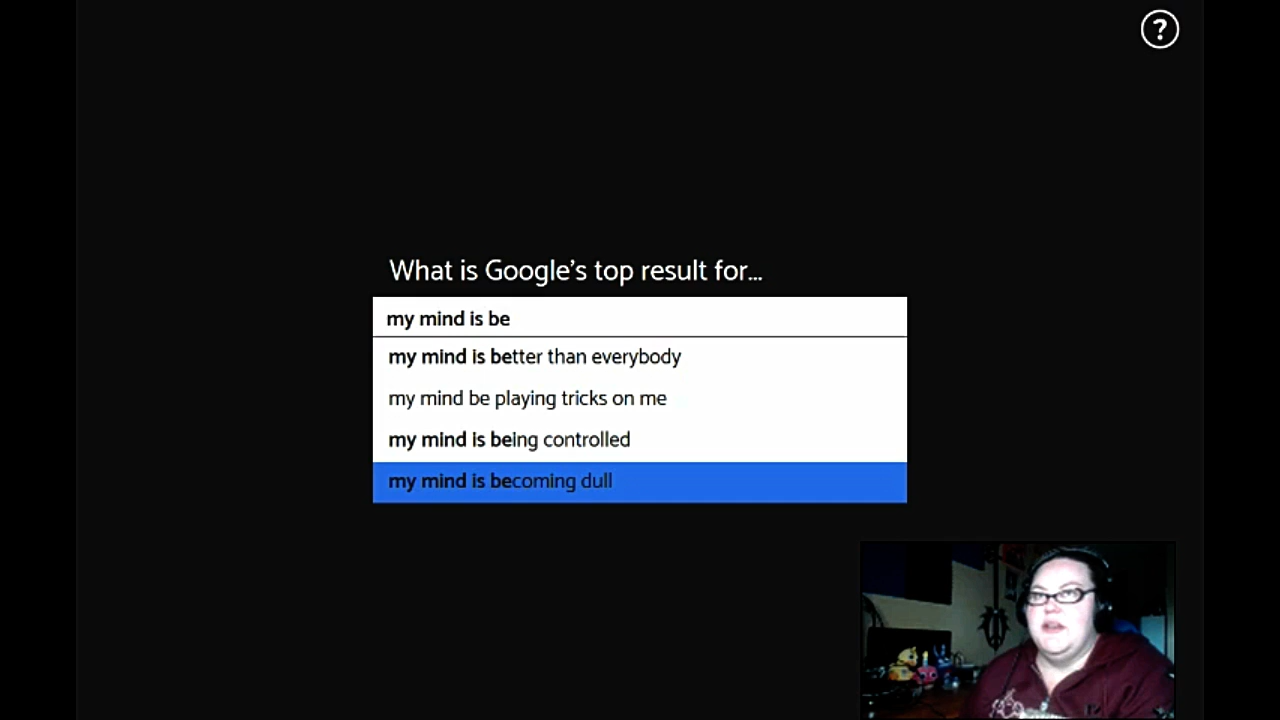 ?
What is Google's top result for...
my mind is be
my mind is better than everybody
my mind be playing tricks on me
my mind is being controlled
my mind is becoming dull